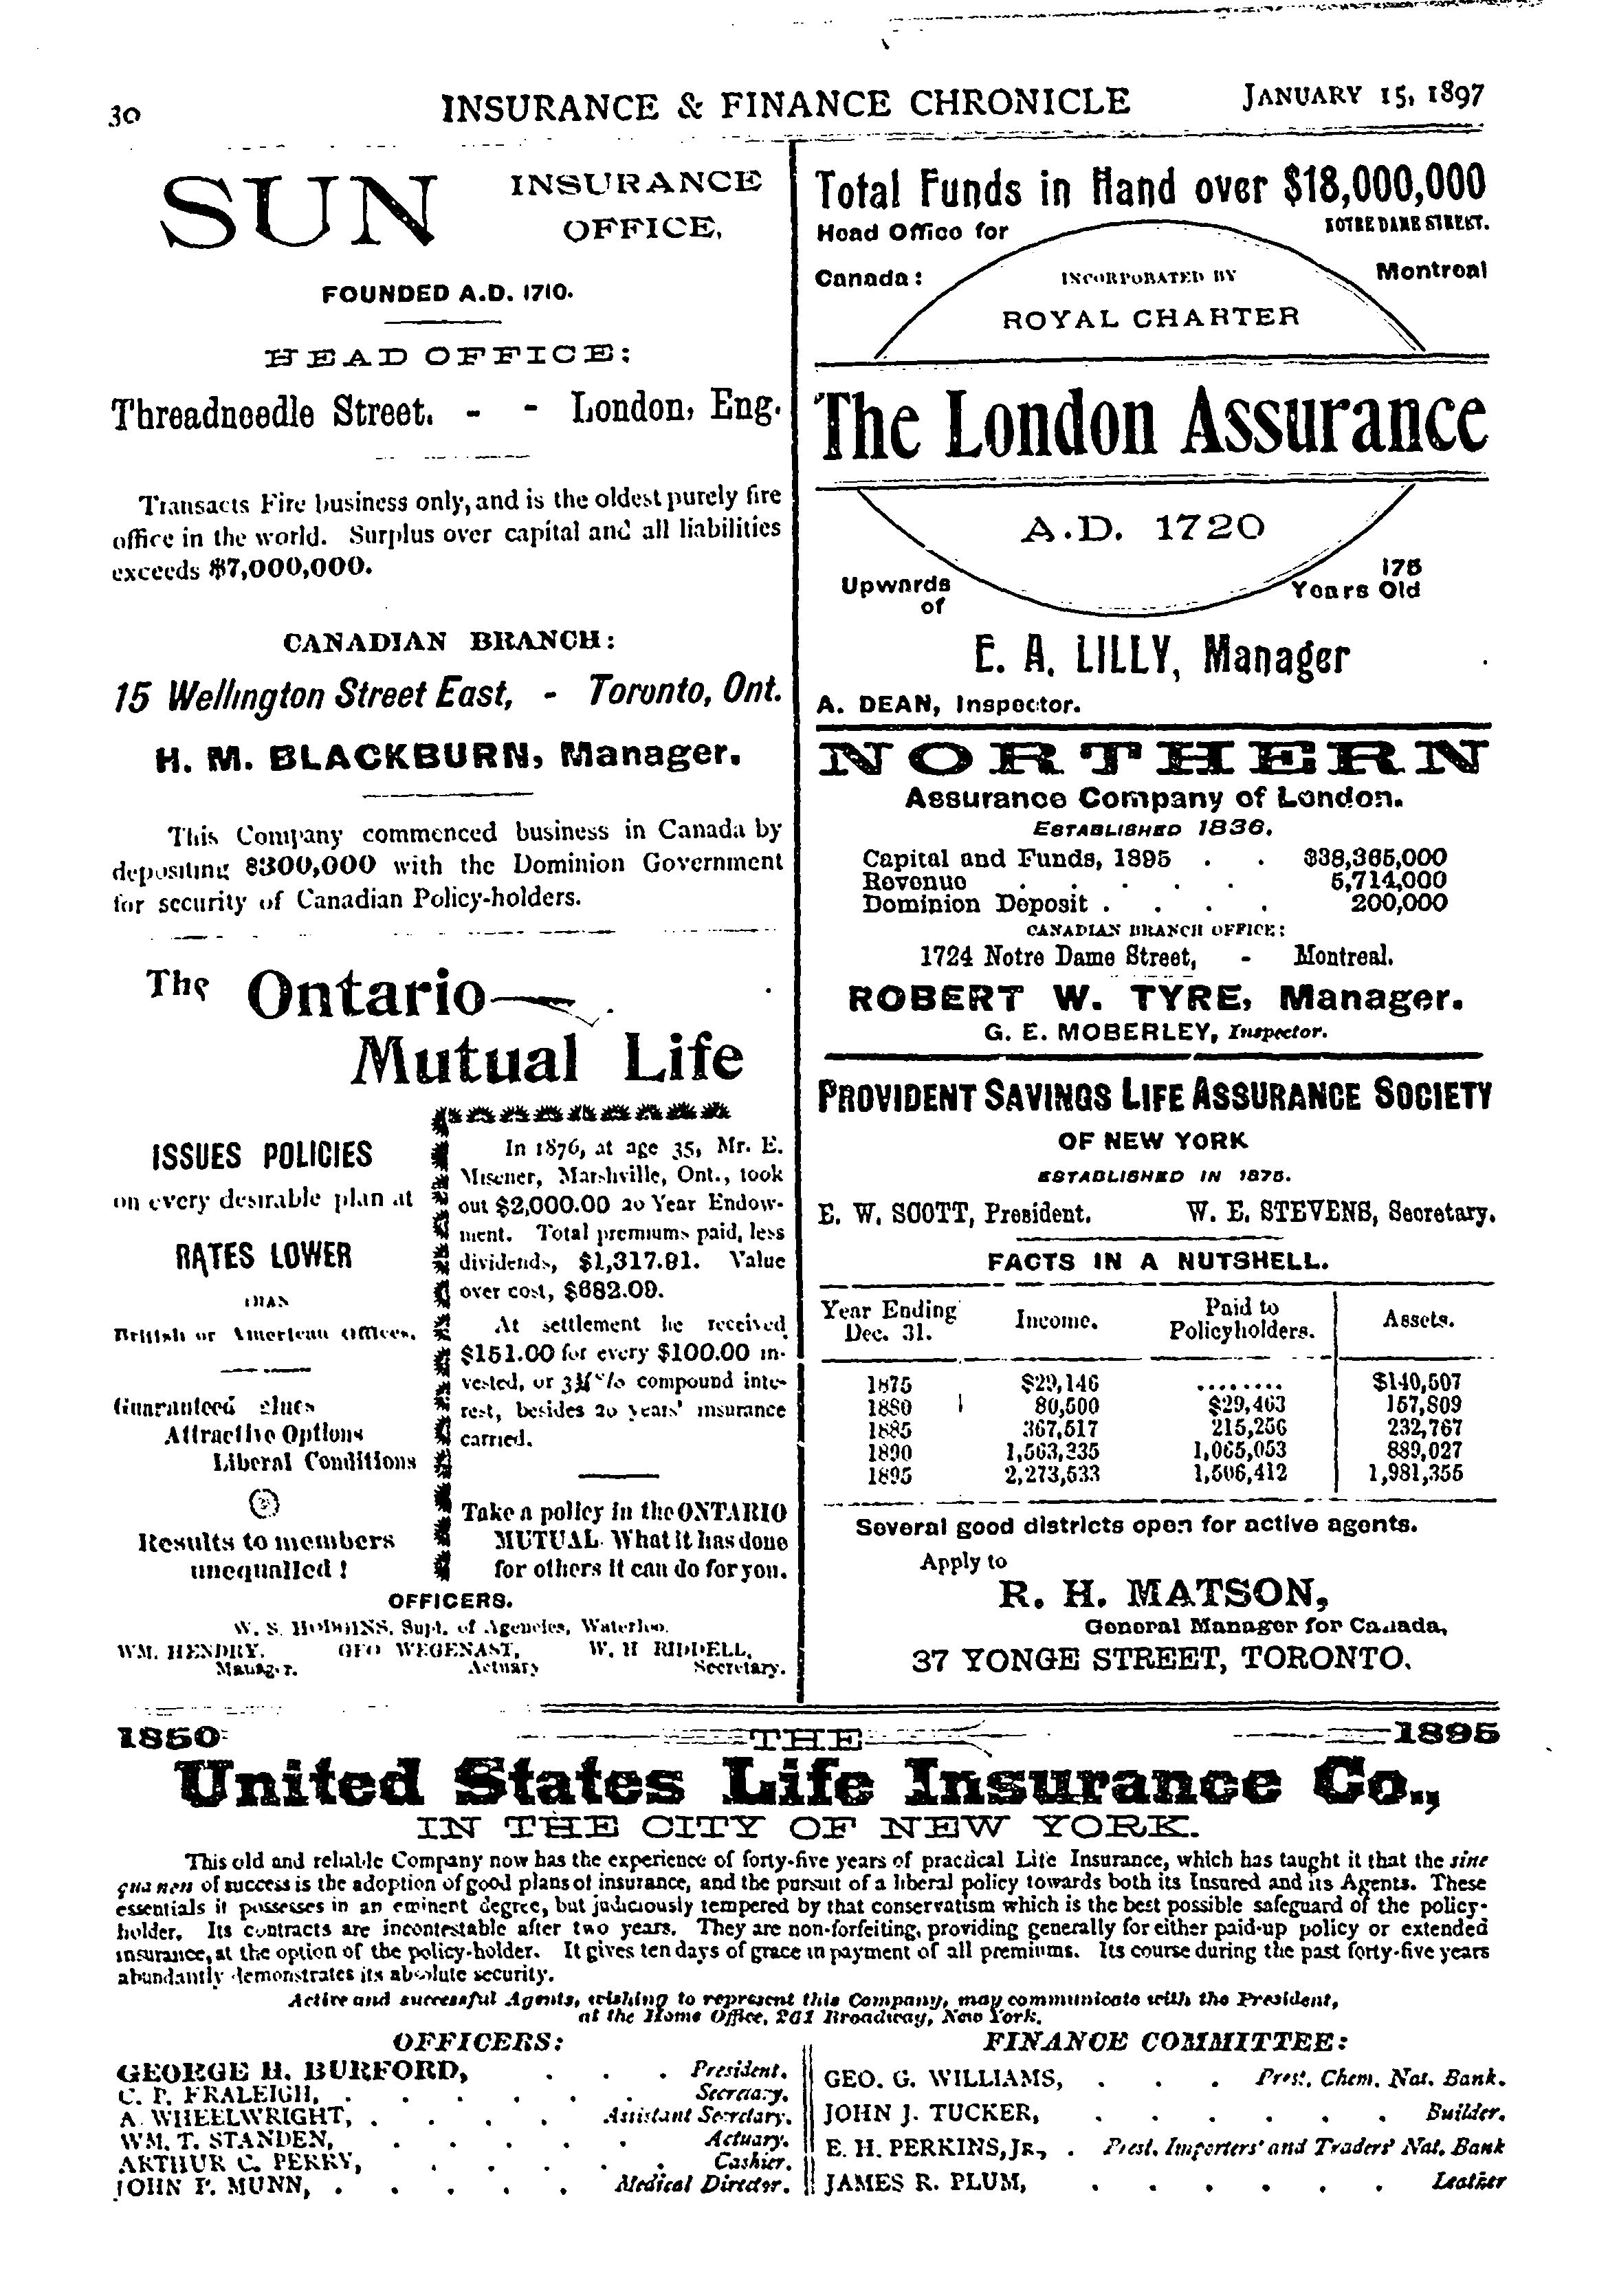 30
INSURANCE & FINANCE CHRONICLE
JANUARY 15, 1897
SUN INSURANCE
OFFICE,
FOUNDED A.D. 1710.
HEAD OFFICE:
Threadneedle Street. - - London, Eng.
Transacts Fire business only, and is the oldest purely fire
office in the world. Surplus over capital and all liabilities
exceeds $7,000,000.
CANADIAN BRANCH:
15 Wellington Street East, - Toronto, Ont.
H. M. BLACKBURN, Manager.
This Company commenced business in Canada by
depositing $300,000 with the Dominion Government
for security of Canadian Policy-holders.
The Ontario
Mutual Life
ISSUES POLICIES
on every desirable plan at
RATES LOWER
THAN
British or American Offices.
Guaranteed
Attractive Options
Liberal Conditions
Results to members
unequalled !
In 1876, at age 35, Mr. E.
Misener, Marshville, Ont., took
out $2,000.00 20 Year Endow-
ment. Total premiums paid, less
dividends, $1,317.91. Value
over cost, $682.09.
At settlement he received
$151.00 for every $100.00 in-
vested, or compound inte-
rest, besides 20 years' insurance
carried.
Take a policy in the ONTARIO
MUTUAL. What it has done
for others it can do for you.
OFFICERS.
W. S. HODGINS, Supt. of Agencies, Waterloo.
WM. HENDRY, GEO WEGENAST, W. H RIDDELL,
Manager. Actuary Secretary.
Total Funds in Hand over $18,000,000
Head Office for
Canada:
NOTRE DAME STREET.
Montreal
INCORPORATED BY
ROYAL CHARTER
The London Assurance
A.D. 1720
Upwards
of
175
Years Old
E. A. LILLY, Manager
A. DEAN, Inspector.
NORTHERN
Assurance Company of London.
ESTABLISHED 1836.
Capital and Funds, 1895 . . $38,365,000
Revenue . . . . . 5,714,000
Dominion Deposit . . . . 200,000
CANADIAN BRANCH OFFICE:
1724 Notre Dame Street, - Montreal.
ROBERT W. TYRE, Manager.
G. E. MOBERLEY, Inspector.
PROVIDENT SAVINGS LIFE ASSURANCE SOCIETY
OF NEW YORK
ESTABLISHED IN 1875.
E. W. SCOTT, President. W. E. STEVENS, Secretary.
FACTS IN A NUTSHELL.
Year Ending Dec. 31. Income. Paid to Policyholders. Assets.
1875 $29,146 ........ $140,507
1880 80,500 $29,463 157,809
1885 367,517 215,256 232,767
1890 1,563,235 1,065,053 889,027
1895 2,273,533 1,506,412 1,981,355
Several good districts open for active agents.
Apply to
R. H. MATSON,
General Manager for Canada,
37 YONGE STREET, TORONTO.
1850 THE 1895
United States Life Insurance Co.,
IN THE CITY OF NEW YORK.
This old and reliable Company now has the experience of forty-five years of practical Life Insurance, which has taught it that the sine
qua non of success is the adoption of good plans of insurance, and the pursuit of a liberal policy towards both its Insured and its Agents. These
essentials it possesses in an eminent degree, but judiciously tempered by that conservatism which is the best possible safeguard of the policy-
holder. Its contracts are incontestable after two years. They are non-forfeiting, providing generally for either paid-up policy or extended
insurance, at the option of the policy-holder. It gives ten days of grace in payment of all premiums. Its course during the past forty-five years
abundantly demonstrates its absolute security.
Active and successful Agents, wishing to represent this Company, may communicate with the President,
at the Home Office, 261 Broadway, New York.
OFFICERS:
GEORGE H. BURFORD, . . . President.
C. P. FRALEIGH, . . . . . Secretary.
A. WHEELWRIGHT, . . . . Assistant Secretary.
WM. T. STANDEN, . . . . . Actuary.
ARTHUR C. PERRY, . . . . Cashier.
JOHN P. MUNN, . . . . . Medical Director.
FINANCE COMMITTEE:
GEO. G. WILLIAMS, . . . Prest. Chem. Nat. Bank.
JOHN J. TUCKER, . . . . . . Builder.
E. H. PERKINS, JR., . Prest. Importers' and Traders' Nat. Bank
JAMES R. PLUM, . . . . . . Leather